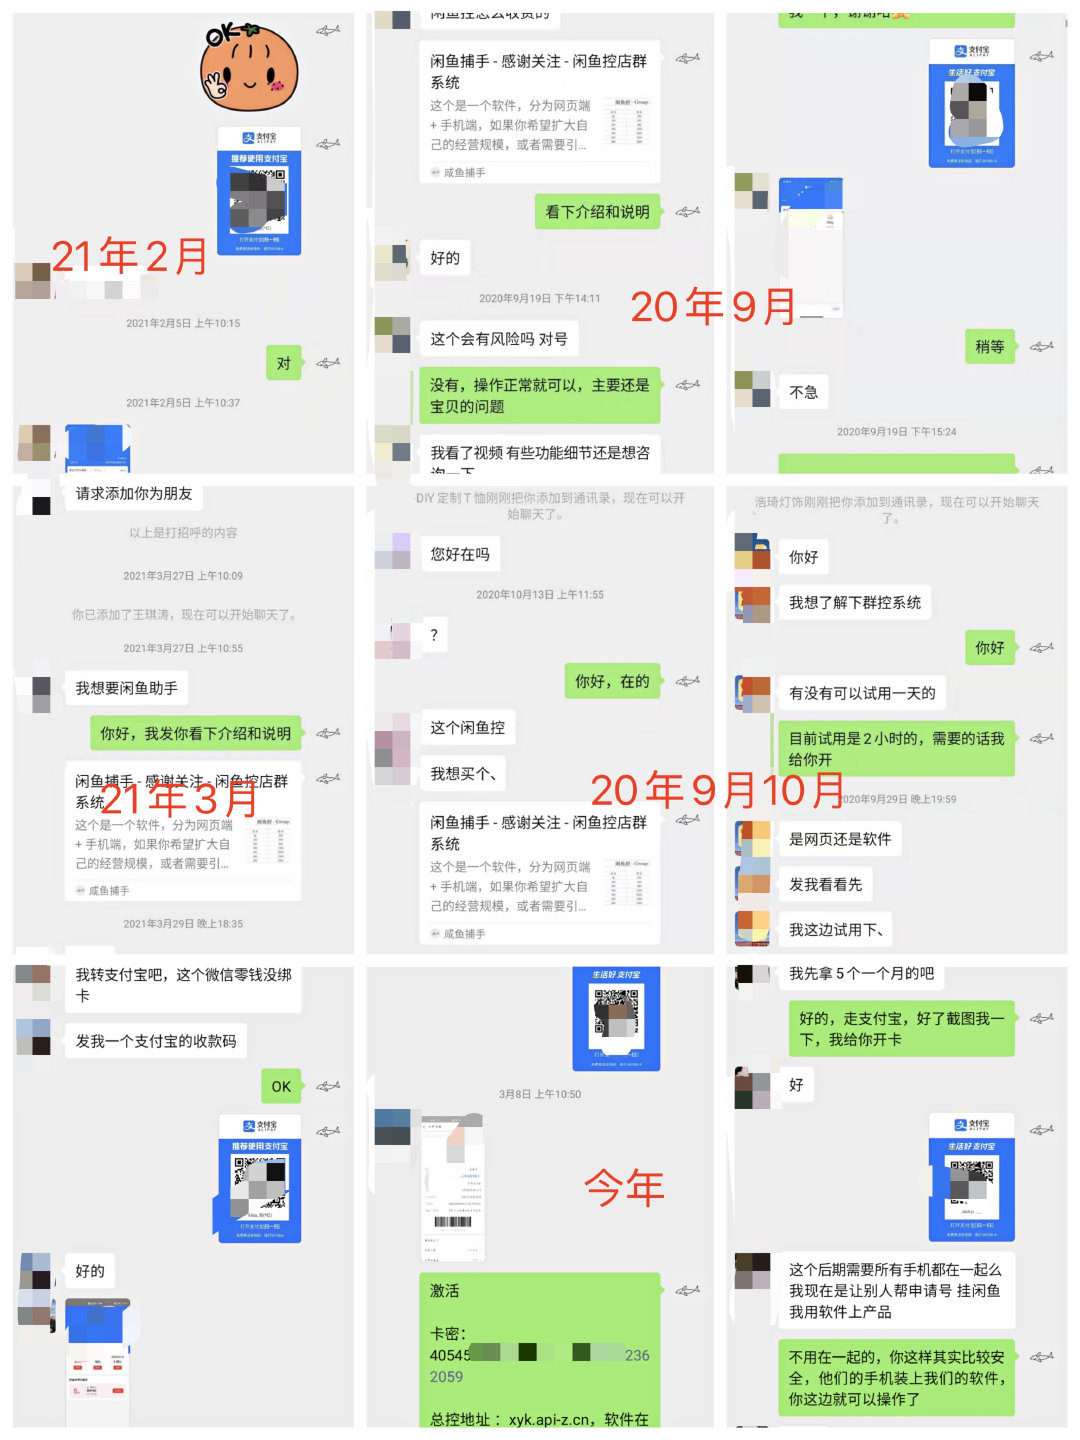 OK
支付宝
ALIPAY
推荐使用支付宝
打开支付宝[扫一扫]
21年2月
2021年2月5日 上午10:15
对
2021年2月5日 上午10:37
闲鱼控怎么收费的
闲鱼捕手 - 感谢关注 - 闲鱼控店群
系统
这个是一个软件，分为网页端
+ 手机端，如果你希望扩大自
己的经营规模，或者需要引...
闲鱼控 - Group
咸鱼捕手
看下介绍和说明
好的
2020年9月19日 下午14:11
这个会有风险吗 对号
没有，操作正常就可以，主要还是
宝贝的问题
我看了视频 有些功能细节还是想咨
询一下
20年9月
支付宝
ALIPAY
生活好 支付宝
打开支付宝[扫一扫]
稍等
不急
2020年9月19日 下午15:24
请求添加你为朋友
以上是打招呼的内容
2021年3月27日 上午10:09
你已添加了王琪涛，现在可以开始聊天了。
2021年3月27日 上午10:55
我想要闲鱼助手
你好，我发你看下介绍和说明
闲鱼捕手 - 感谢关注 - 闲鱼控店群
系统
21年3月
这个是一个软件，分为网页端
+ 手机端，如果你希望扩大自
己的经营规模，或者需要引...
闲鱼控 - Group
咸鱼捕手
2021年3月29日 晚上18:35
DIY 定制 T 恤刚刚把你添加到通讯录，现在可以开
始聊天了。
您好在吗
2020年10月13日 上午11:55
？
你好，在的
这个闲鱼控
我想买个、
闲鱼捕手 - 感谢关注 - 闲鱼控店群
系统
这个是一个软件，分为网页端
+ 手机端，如果你希望扩大自
己的经营规模，或者需要引...
闲鱼控 - Group
咸鱼捕手
20年9月10月
浩琦灯饰刚刚把你添加到通讯录，现在可以开始聊天
了。
你好
我想了解下群控系统
你好
有没有可以试用一天的
目前试用是2小时的，需要的话我
给你开
2020年9月29日 晚上19:59
是网页还是软件
发我看看先
我这边试用下、
我转支付宝吧，这个微信零钱没绑
卡
发我一个支付宝的收款码
OK
支付宝
ALIPAY
推荐使用支付宝
打开支付宝[扫一扫]
好的
生活好 支付宝
3月8日 上午10:50
今年
激活
卡密：
40545
236
2059
总控地址： xyk.api-z.cn，软件在
我先拿5个一个月的吧
好的，走支付宝，好了截图我一
下，我给你开卡
好
支付宝
ALIPAY
生活好 支付宝
打开支付宝[扫一扫]
这个后期需要所有手机都在一起么
我现在是让别人帮申请号 挂闲鱼
我用软件上产品
不用在一起的，你这样其实比较安
全，他们的手机装上我们的软件，
你这边就可以操作了